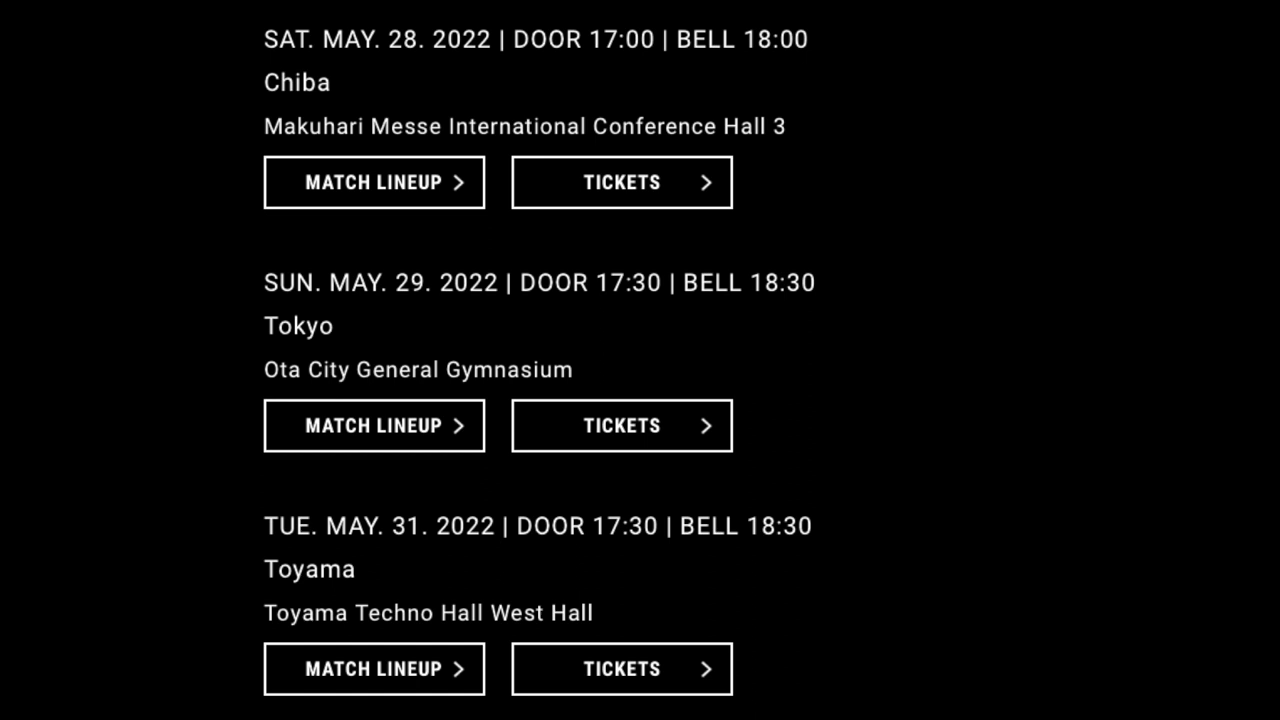 SAT. MAY. 28. 2022 | DOOR 17:00 | BELL 18:00
Chiba
Makuhari Messe International Conference Hall 3
MATCH LINEUP > TICKETS >
SUN. MAY. 29. 2022 | DOOR 17:30 | BELL 18:30
Tokyo
Ota City General Gymnasium
MATCH LINEUP > TICKETS >
TUE. MAY. 31. 2022 | DOOR 17:30 | BELL 18:30
Toyama
Toyama Techno Hall West Hall
MATCH LINEUP > TICKETS >